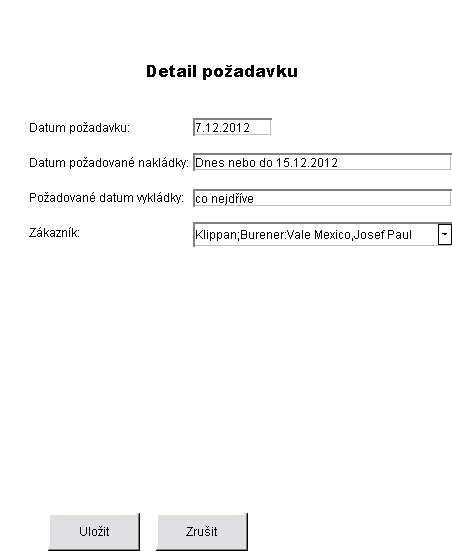 Detail požadavku
Datum požadavku: 7.12.2012
Datum požadované nakládky: Dnes nebo do 15.12.2012
Požadované datum vykládky: co nejdříve
Zákazník: Klippan;Burener:Vale Mexico,Josef Paul
Uložit Zrušit